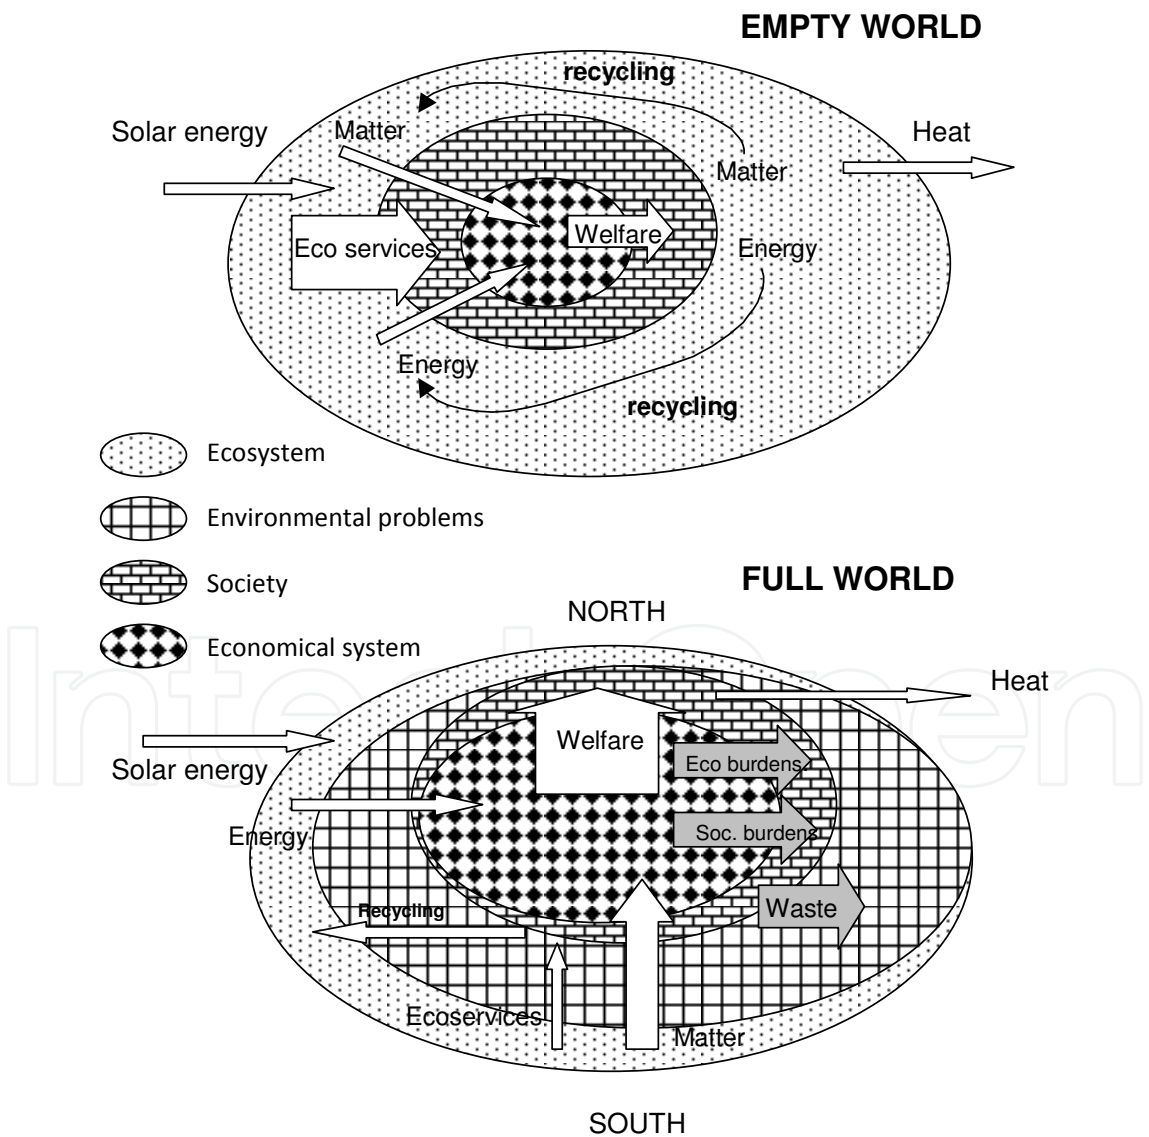 EMPTY WORLD
recycling
Solar energy
Matter
Heat
Matter
Welfare
Eco services
Energy
Energy
recycling
Ecosystem
Environmental problems
Society
Economical system
FULL WORLD
NORTH
Heat
Welfare
Solar energy
Eco burdens
Energy
Soc. burdens
Recycling
Waste
Ecoservices
Matter
SOUTH